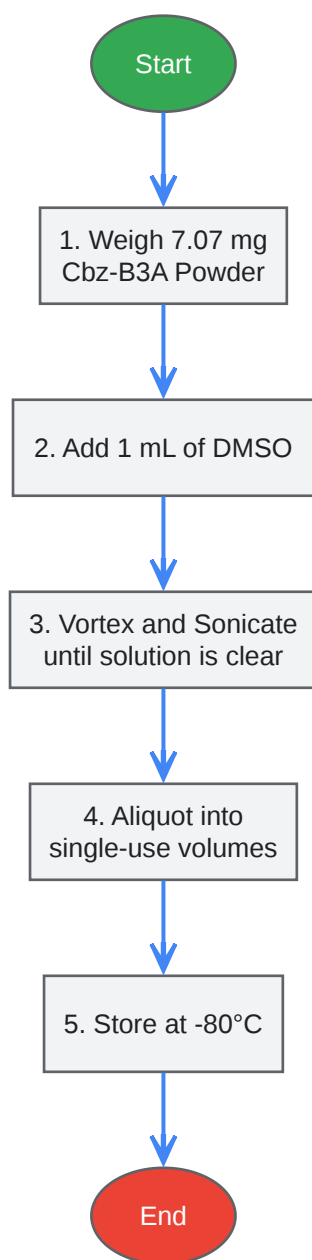 Start
1. Weigh 7.07 mg
Cbz-B3A Powder
2. Add 1 mL of DMSO
3. Vortex and Sonicate
until solution is clear
4. Aliquot into
single-use volumes
5. Store at -80°C
End